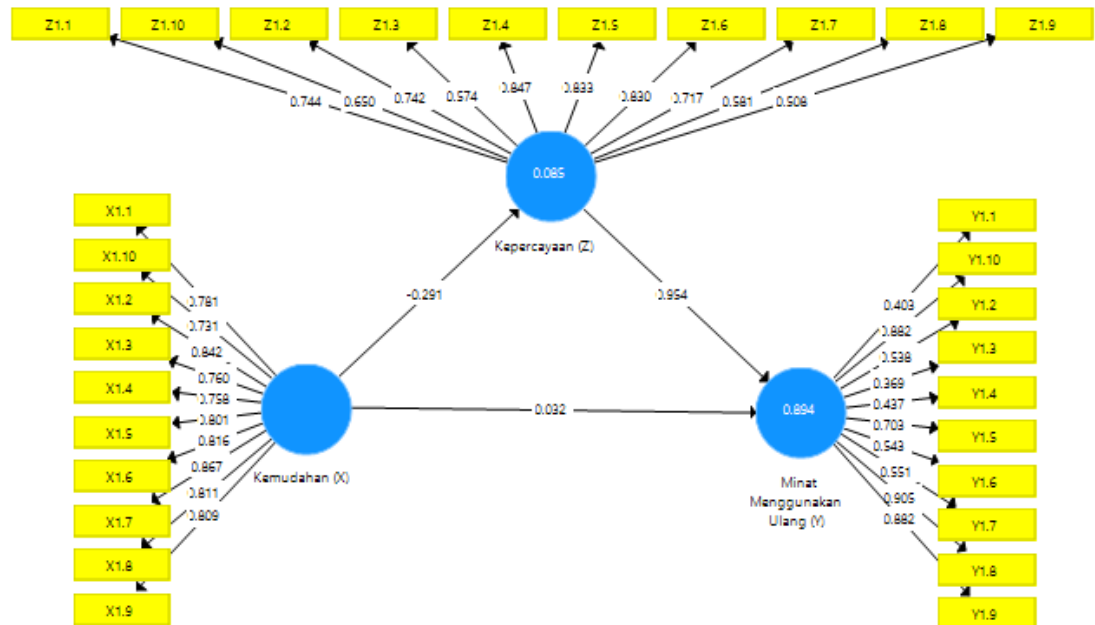 Z1.1 Z1.10 Z1.2 Z1.3 Z1.4 Z1.5 Z1.6 Z1.7 Z1.8 Z1.9
0.744 0.650 0.742 0.574 0.847 0.833 0.830 0.717 0.581 0.508
0.085
Kepercayaan (Z)
X1.1
X1.10
X1.2
X1.3
X1.4
X1.5
X1.6
X1.7
X1.8
X1.9
0.781
0.731
0.842
0.760
0.758
0.801
0.816
0.867
0.811
0.809
Kemudahan (X)
-0.291
0.954
0.032
0.894
Minat
Menggunakan
Ulang (Y)
0.403
0.882
0.538
0.369
0.437
0.703
0.543
0.551
0.905
0.882
Y1.1
Y1.10
Y1.2
Y1.3
Y1.4
Y1.5
Y1.6
Y1.7
Y1.8
Y1.9